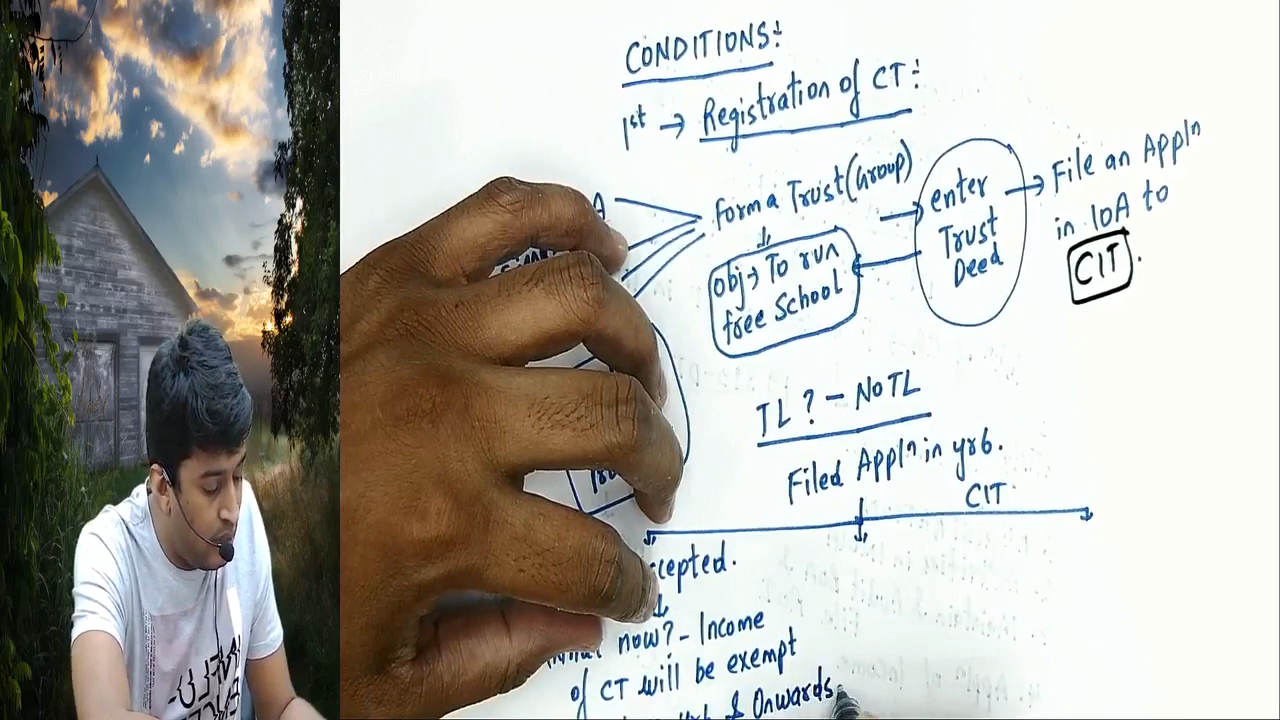 CONDITIONS:
1st → Registration of CT:
A
form a Trust (Group) → enter Trust Deed → File an Appln in 10A to CIT.
obj → To run free School
TL ? - No TL
Filed Appln in yr6.
CIT
now? - Income
of CT will be exempt
& Onwards